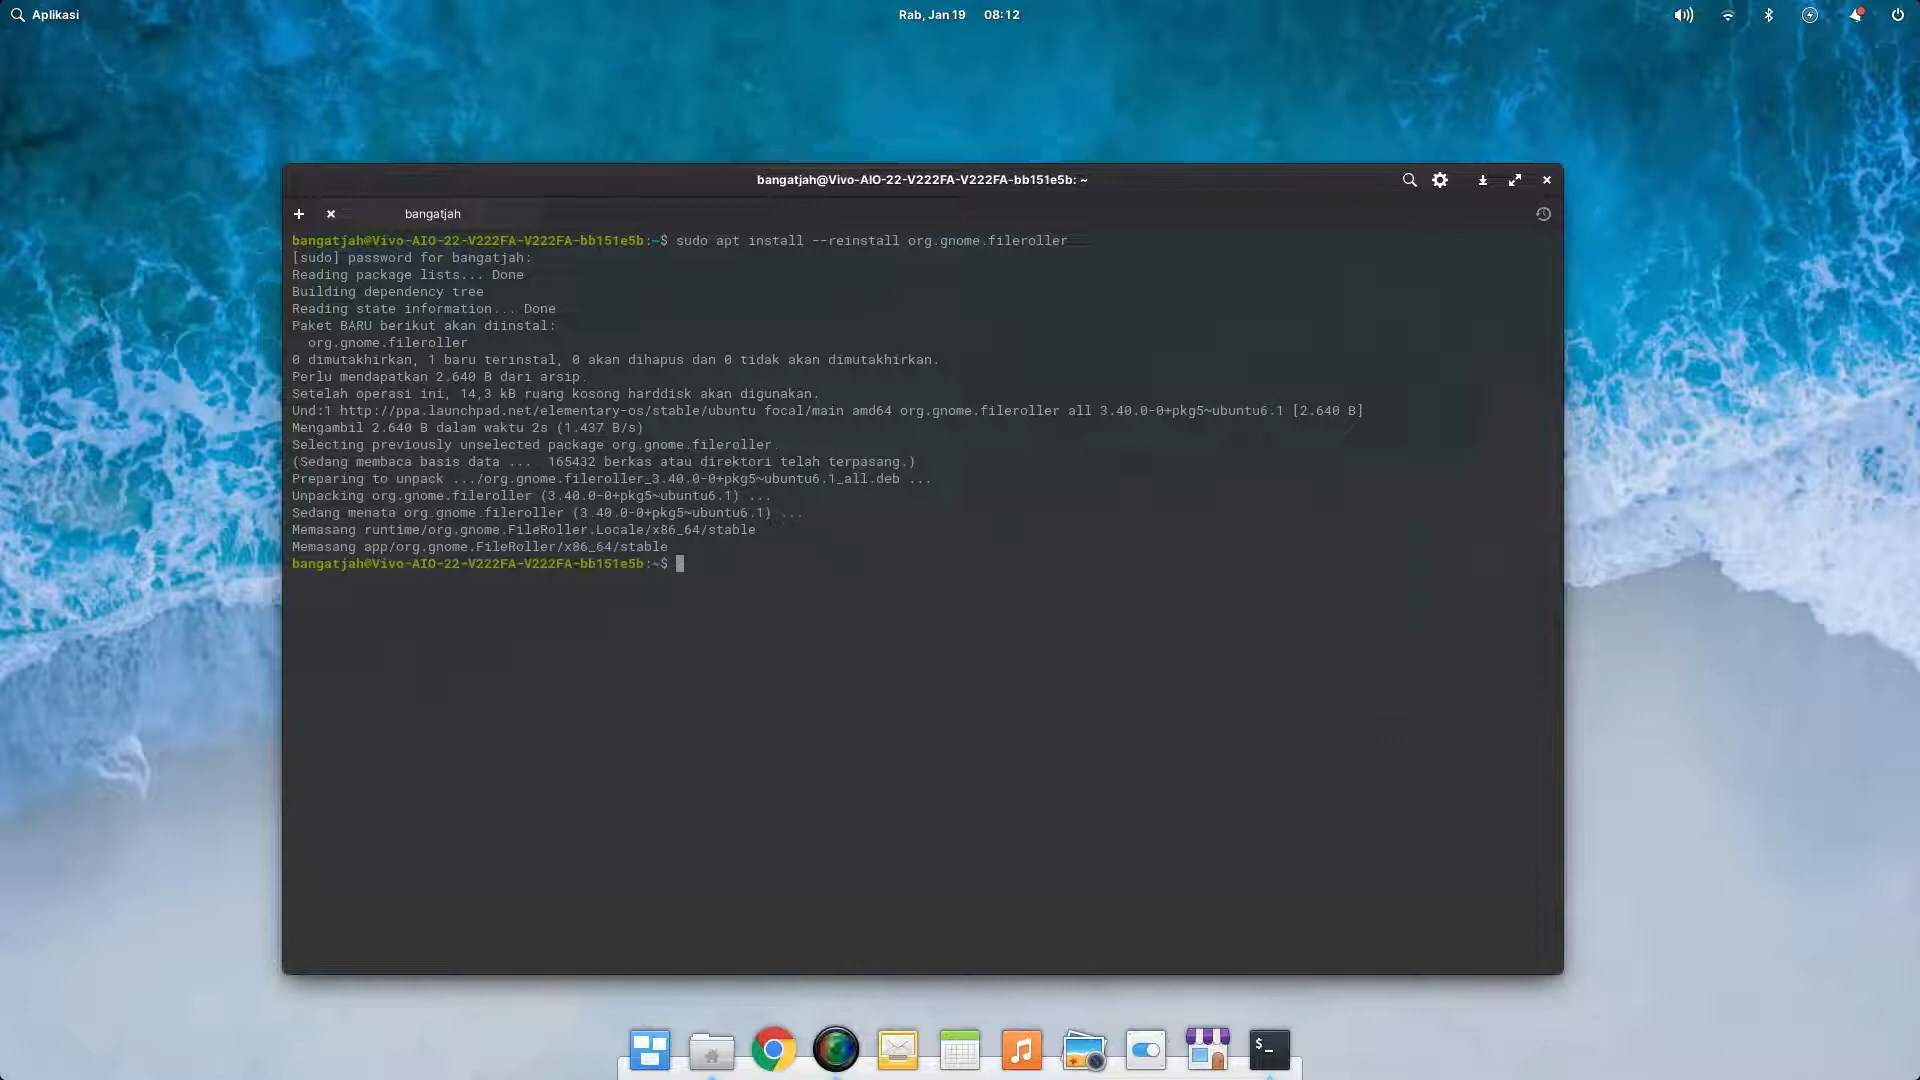 Aplikasi
Rab, Jan 19 08:12
bangatjah@Vivo-AIO-22-V222FA-V222FA-bb151e5b: ~
bangatjah
bangatjah@Vivo-AIO-22-V222FA-V222FA-bb151e5b:~$ sudo apt install --reinstall org.gnome.fileroller
[sudo] password for bangatjah:
Reading package lists... Done
Building dependency tree
Reading state information... Done
Paket BARU berikut akan diinstal:
  org.gnome.fileroller
0 dimutakhirkan, 1 baru terinstal, 0 akan dihapus dan 0 tidak akan dimutakhirkan.
Perlu mendapatkan 2.640 B dari arsip.
Setelah operasi ini, 14,3 kB ruang kosong harddisk akan digunakan.
Und:1 http://ppa.launchpad.net/elementary-os/stable/ubuntu focal/main amd64 org.gnome.fileroller all 3.40.0-0+pkg5~ubuntu6.1 [2.640 B]
Mengambil 2.640 B dalam waktu 2s (1.437 B/s)
Selecting previously unselected package org.gnome.fileroller.
(Sedang membaca basis data ...  165432 berkas atau direktori telah terpasang.)
Preparing to unpack .../org.gnome.fileroller_3.40.0-0+pkg5~ubuntu6.1_all.deb ...
Unpacking org.gnome.fileroller (3.40.0-0+pkg5~ubuntu6.1) ...
Sedang menata org.gnome.fileroller (3.40.0-0+pkg5~ubuntu6.1) ...
Memasang runtime/org.gnome.FileRoller.Locale/x86_64/stable
Memasang app/org.gnome.FileRoller/x86_64/stable
bangatjah@Vivo-AIO-22-V222FA-V222FA-bb151e5b:~$
$_